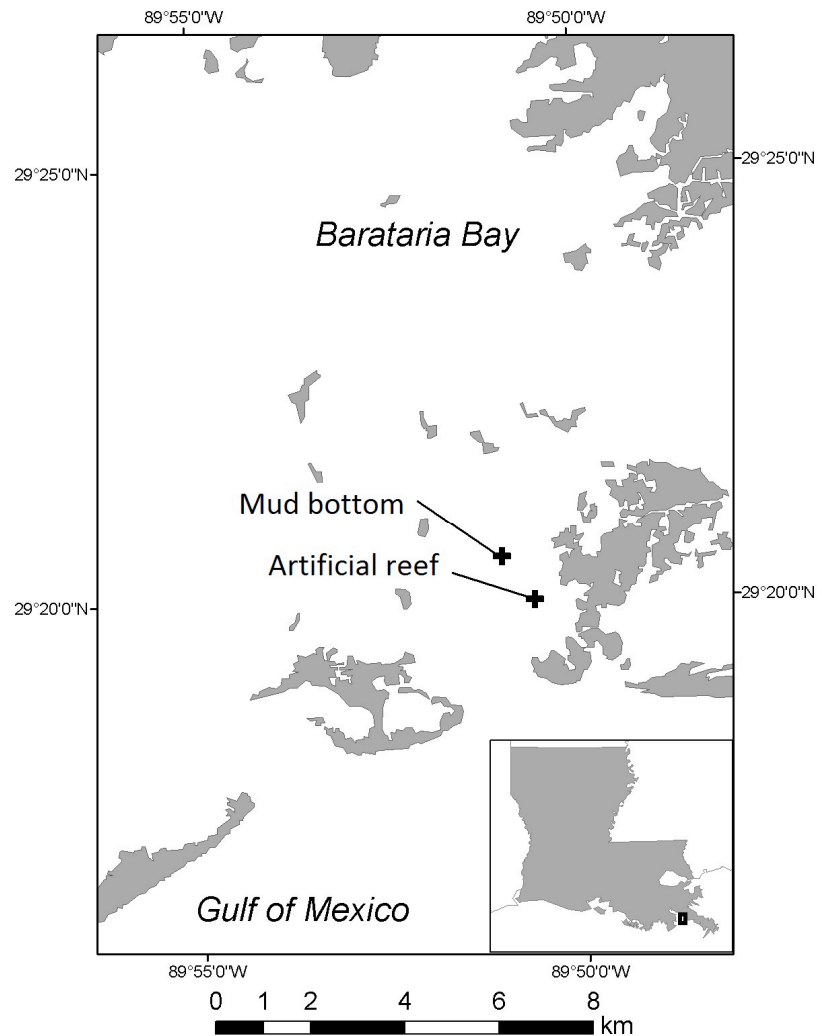 89°55'0"W 89°50'0"W
29°25'0"N 29°25'0"N
Barataria Bay
Mud bottom
Artificial reef
29°20'0"N 29°20'0"N
Gulf of Mexico
89°55'0"W 89°50'0"W
0 1 2 4 6 8
km